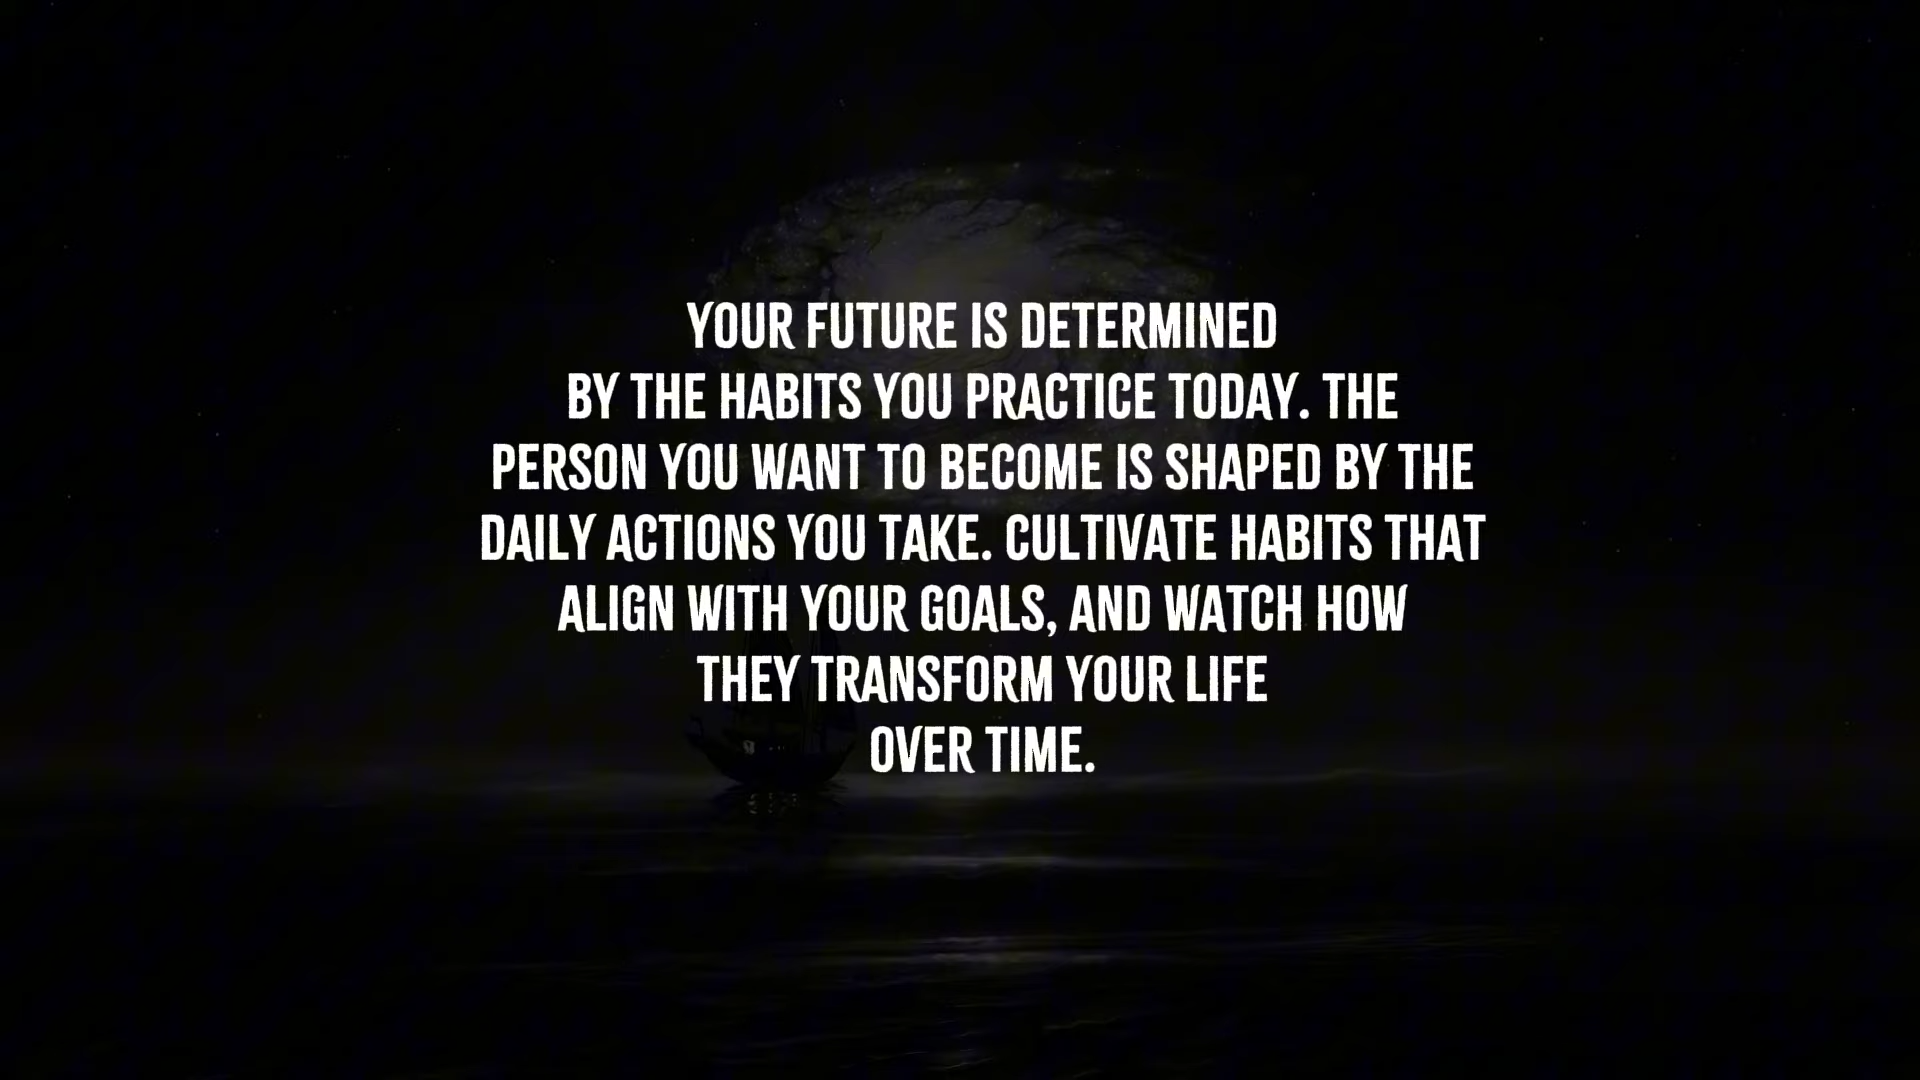 YOUR FUTURE IS DETERMINED
BY THE HABITS YOU PRACTICE TODAY. THE
PERSON YOU WANT TO BECOME IS SHAPED BY THE
DAILY ACTIONS YOU TAKE. CULTIVATE HABITS THAT
ALIGN WITH YOUR GOALS, AND WATCH HOW
THEY TRANSFORM YOUR LIFE
OVER TIME.